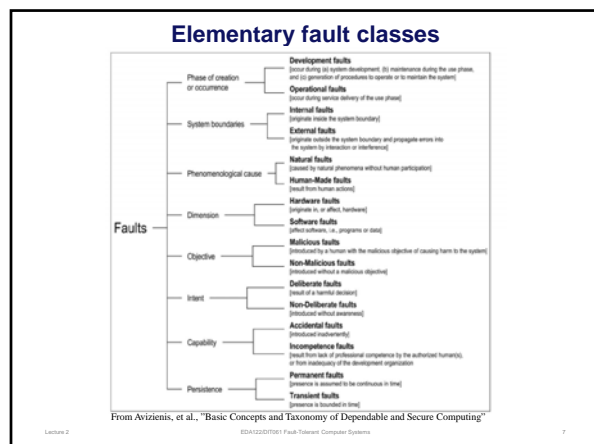 Elementary fault classes
Faults
Phase of creation
or occurrence
Development faults
[occur during (a) system development, (b) maintenance during the use phase,
and (c) generation of procedures to operate or to maintain the system]
Operational faults
[occur during service delivery of the use phase]
System boundaries
Internal faults
[originate inside the system boundary]
External faults
[originate outside the system boundary and propagate errors into
the system by interaction or interference]
Phenomenological cause
Natural faults
[caused by natural phenomena without human participation]
Human-Made faults
[result from human actions]
Dimension
Hardware faults
[originate in, or affect, hardware]
Software faults
[affect software, i.e., programs or data]
Objective
Malicious faults
[introduced by a human with the malicious objective of causing harm to the system]
Non-Malicious faults
[introduced without a malicious objective]
Intent
Deliberate faults
[result of a harmful decision]
Non-Deliberate faults
[introduced without awareness]
Capability
Accidental faults
[introduced inadvertently]
Incompetence faults
[result from lack of professional competence by the authorized human(s),
or from inadequacy of the development organization
Persistence
Permanent faults
[presence is assumed to be continuous in time]
Transient faults
[presence is bounded in time]
From Avizienis, et al., "Basic Concepts and Taxonomy of Dependable and Secure Computing"
Lecture 2
EDA122/DIT061 Fault-Tolerant Computer Systems
7